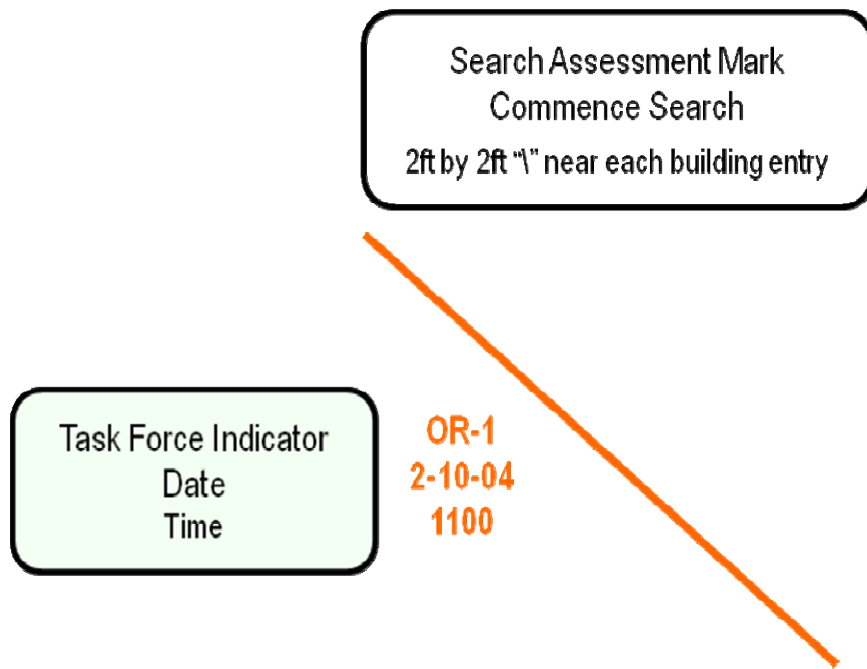 Search Assessment Mark
Commence Search
2ft by 2ft “\” near each building entry
Task Force Indicator
Date
Time
OR-1
2-10-04
1100